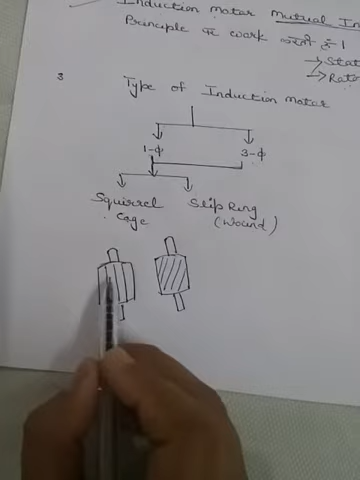 Induction Motor Mutual In
Principle पर work करती है।
→ Stat
→ Roto
3
Type of Induction Motor
1-ϕ 3-ϕ
Squirrel Slip Ring
Cage (Wound)